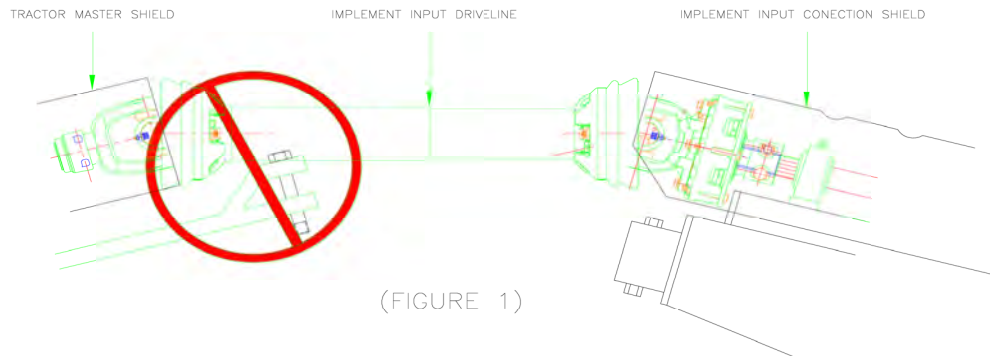 TRACTOR MASTER SHIELD
IMPLEMENT INPUT DRIVELINE
IMPLEMENT INPUT CONECTION SHIELD
(FIGURE 1)